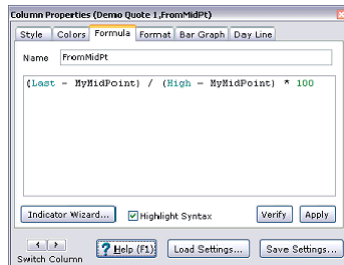 Column Properties (Demo Quote 1,FromMidPt)
Style Colors Formula Format Bar Graph Day Line
Name FromMidPt
(Last - MyMidPoint) / (High - MyMidPoint) * 100
Indicator Wizard... Highlight Syntax Verify Apply
Switch Column ? Help (F1) Load Settings... Save Settings...